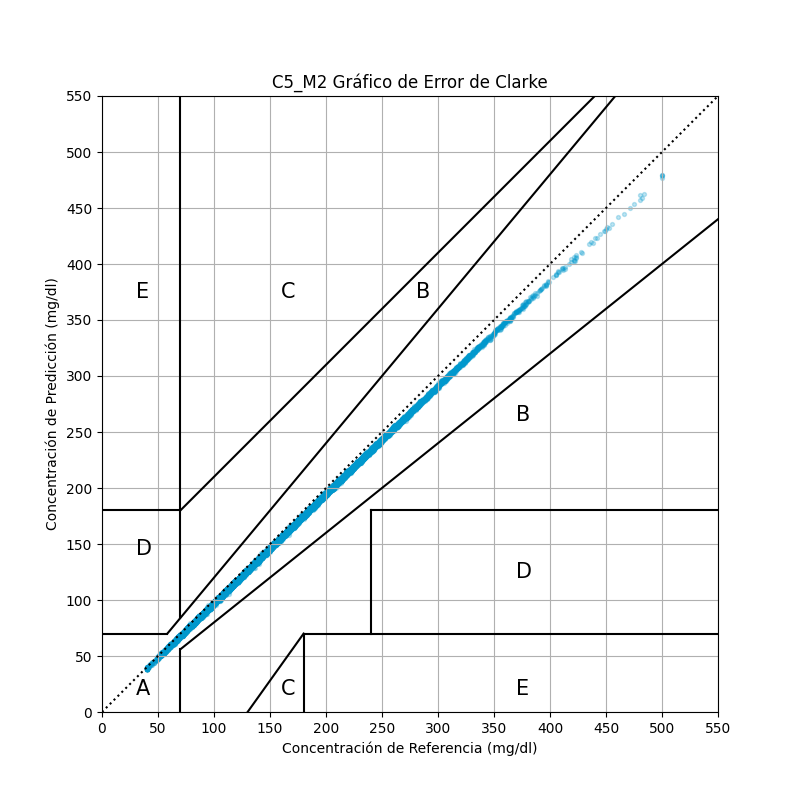 C5_M2 Gráfico de Error de Clarke
550
500
450
400
350
300
250
200
150
100
50
0
Concentración de Predicción (mg/dl)
E
C
B
B
D
D
A
C
E
0 50 100 150 200 250 300 350 400 450 500 550
Concentración de Referencia (mg/dl)